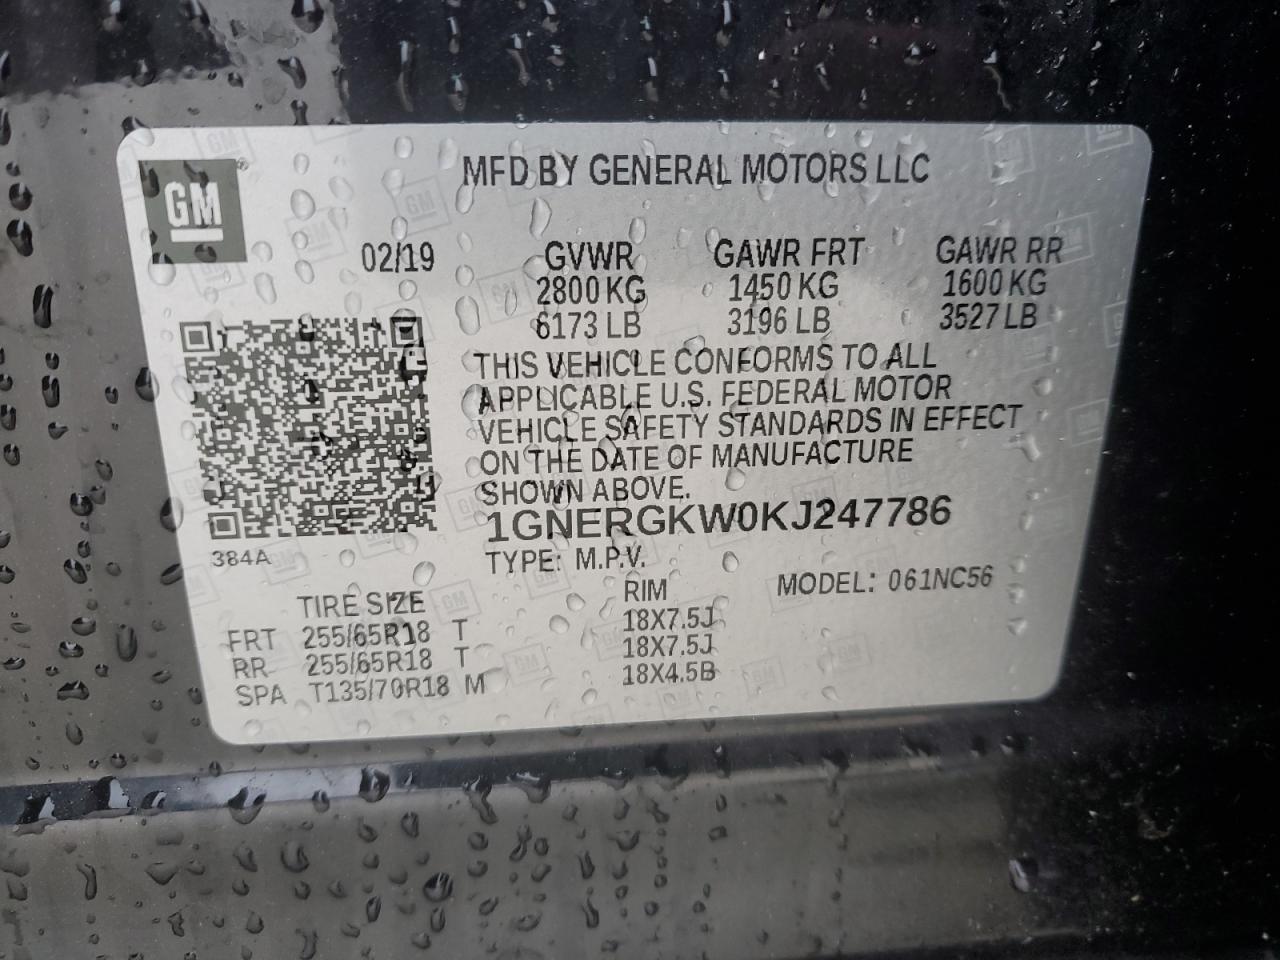 MFD BY GENERAL MOTORS LLC
GM
02/19 GVWR GAWR FRT GAWR RR
2800 KG 1450 KG 1600 KG
6173 LB 3196 LB 3527 LB
THIS VEHICLE CONFORMS TO ALL
APPLICABLE U.S. FEDERAL MOTOR
VEHICLE SAFETY STANDARDS IN EFFECT
ON THE DATE OF MANUFACTURE
SHOWN ABOVE.
1GNERGKW0KJ247786
384A
TYPE: M.P.V.
MODEL: 061NC56
TIRE SIZE RIM
FRT 255/65R18 T 18X7.5J
RR 255/65R18 T 18X7.5J
SPA T135/70R18 M 18X4.5B